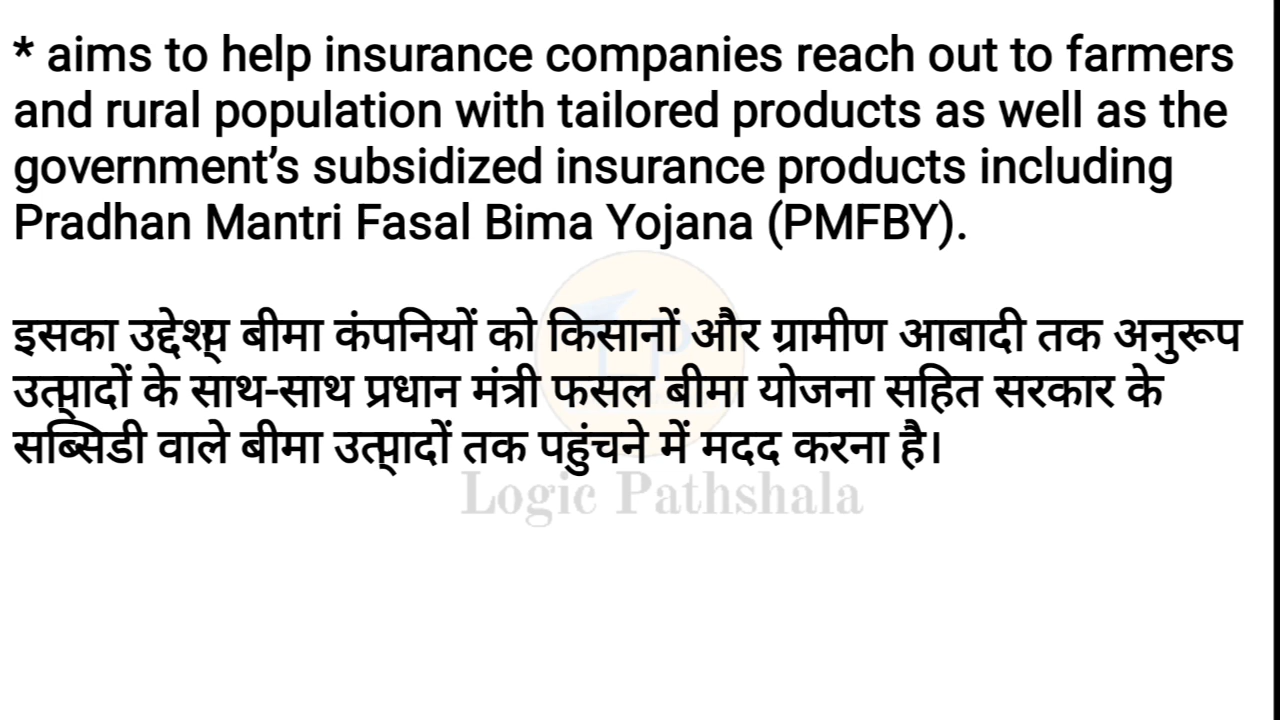 * aims to help insurance companies reach out to farmers
and rural population with tailored products as well as the
government’s subsidized insurance products including
Pradhan Mantri Fasal Bima Yojana (PMFBY).
इसका उद्देश्य बीमा कंपनियों को किसानों और ग्रामीण आबादी तक अनुरूप
उत्पादों के साथ-साथ प्रधान मंत्री फसल बीमा योजना सहित सरकार के
सब्सिडी वाले बीमा उत्पादों तक पहुंचने में मदद करना है।
Logic Pathshala